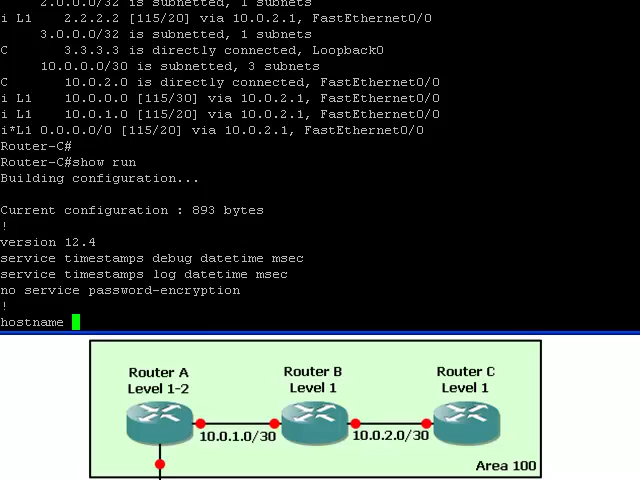 2.0.0.0/32 is subnetted, 1 subnets
i L1    2.2.2.2 [115/20] via 10.0.2.1, FastEthernet0/0
3.0.0.0/32 is subnetted, 1 subnets
C       3.3.3.3 is directly connected, Loopback0
10.0.0.0/30 is subnetted, 3 subnets
C       10.0.2.0 is directly connected, FastEthernet0/0
i L1    10.0.0.0 [115/30] via 10.0.2.1, FastEthernet0/0
i L1    10.0.1.0 [115/20] via 10.0.2.1, FastEthernet0/0
i*L1 0.0.0.0/0 [115/20] via 10.0.2.1, FastEthernet0/0
Router-C#
Router-C#show run
Building configuration...
Current configuration : 893 bytes
!
version 12.4
service timestamps debug datetime msec
service timestamps log datetime msec
no service password-encryption
!
hostname
Router A
Level 1-2
Router B
Level 1
Router C
Level 1
10.0.1.0/30
10.0.2.0/30
Area 100